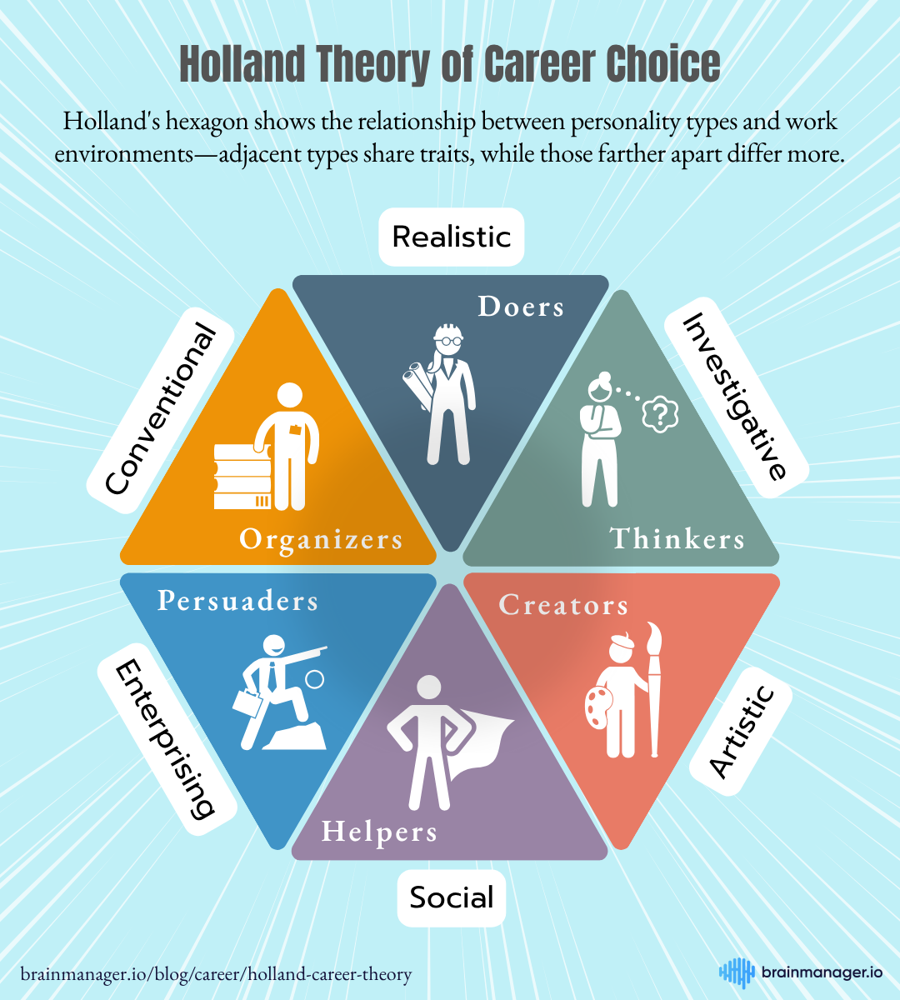 Holland Theory of Career Choice
Holland's hexagon shows the relationship between personality types and work
environments—adjacent types share traits, while those farther apart differ more.
Realistic
Doers
Conventional
Investigative
?
Organizers
Thinkers
Persuaders
Creators
Enterprising
Artistic
Helpers
Social
brainmanager.io/blog/career/holland-career-theory
brainmanager.io